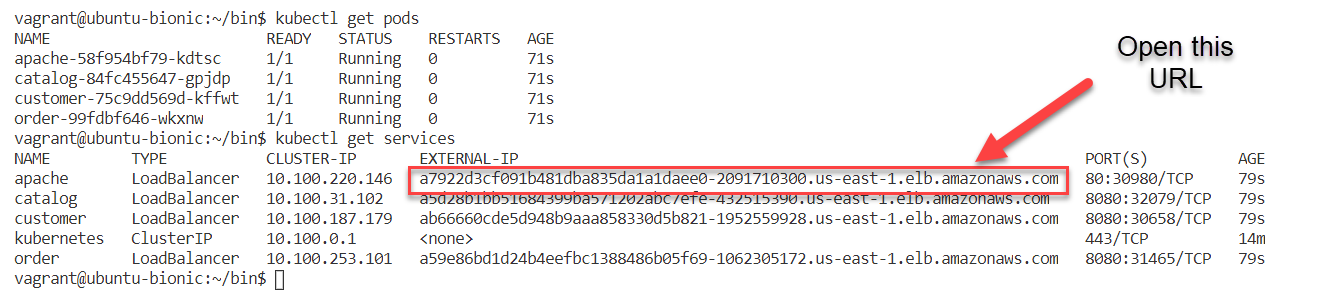 vagrant@ubuntu-bionic:~/bin$ kubectl get pods
NAME READY STATUS RESTARTS AGE
apache-58f954bf79-kdtsc 1/1 Running 0 71s
catalog-84fc455647-gpjdp 1/1 Running 0 71s
customer-75c9dd569d-kffwt 1/1 Running 0 71s
order-99fdbf646-wkxnw 1/1 Running 0 71s
vagrant@ubuntu-bionic:~/bin$ kubectl get services
NAME TYPE CLUSTER-IP EXTERNAL-IP PORT(S) AGE
apache LoadBalancer 10.100.220.146 a7922d3cf091b481dba835da1a1daee0-2091710300.us-east-1.elb.amazonaws.com 80:30980/TCP 79s
catalog LoadBalancer 10.100.31.102 a5d28b1bb51684399ba571202abc7efe-432515390.us-east-1.elb.amazonaws.com 8080:32079/TCP 79s
customer LoadBalancer 10.100.187.179 ab66660cde5d948b9aaa858330d5b821-1952559928.us-east-1.elb.amazonaws.com 8080:30658/TCP 79s
kubernetes ClusterIP 10.100.0.1 <none> 443/TCP 14m
order LoadBalancer 10.100.253.101 a59e86bd1d24b4eefbc1388486b05f69-1062305172.us-east-1.elb.amazonaws.com 8080:31465/TCP 79s
vagrant@ubuntu-bionic:~/bin$
Open this
URL